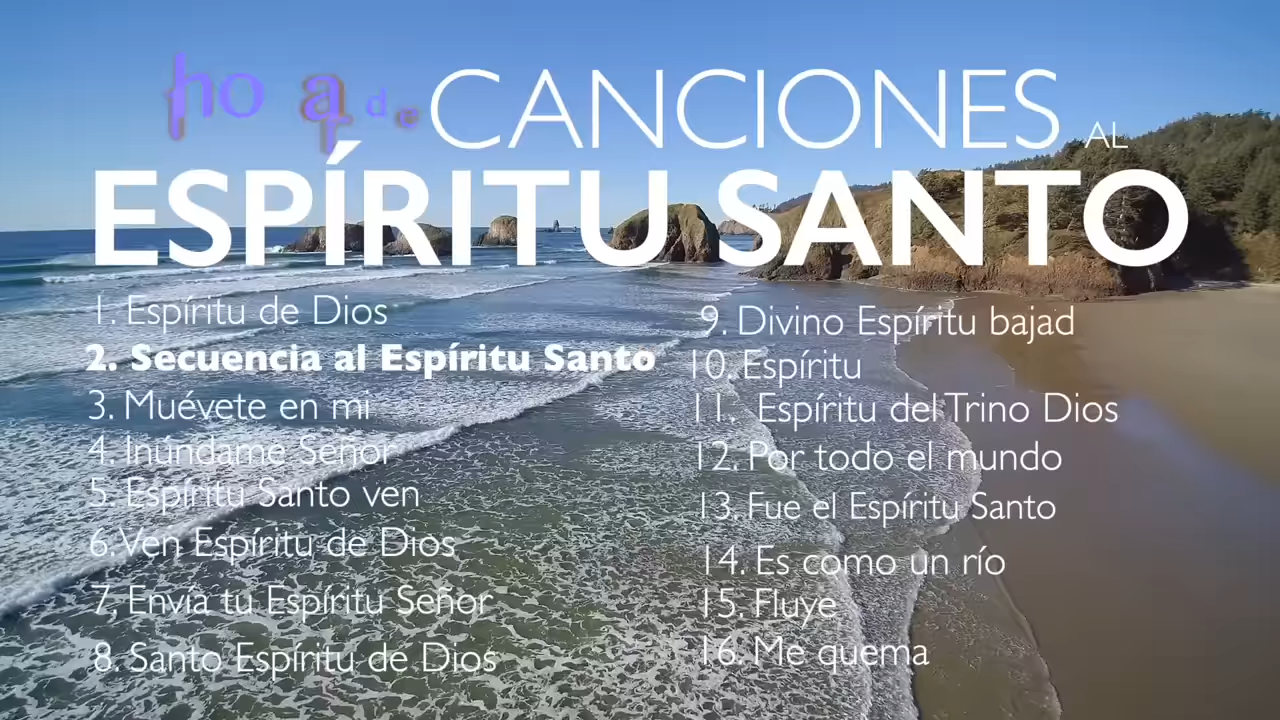 CANCIONES AL
ESPÍRITU SANTO
1. Espíritu de Dios
2. Secuencia al Espíritu Santo
3. Muévete en mi
4. Inúndame Señor
5. Espíritu Santo ven
6. Ven Espíritu de Dios
7, Envía tu Espíritu Señor
8. Santo Espíritu de Dios
9. Divino Espíritu bajad
10. Espíritu
11. Espíritu del Trino Dios
12. Por todo el mundo
13. Fue el Espíritu Santo
14. Es como un río
15. Fluye
16. Me quema